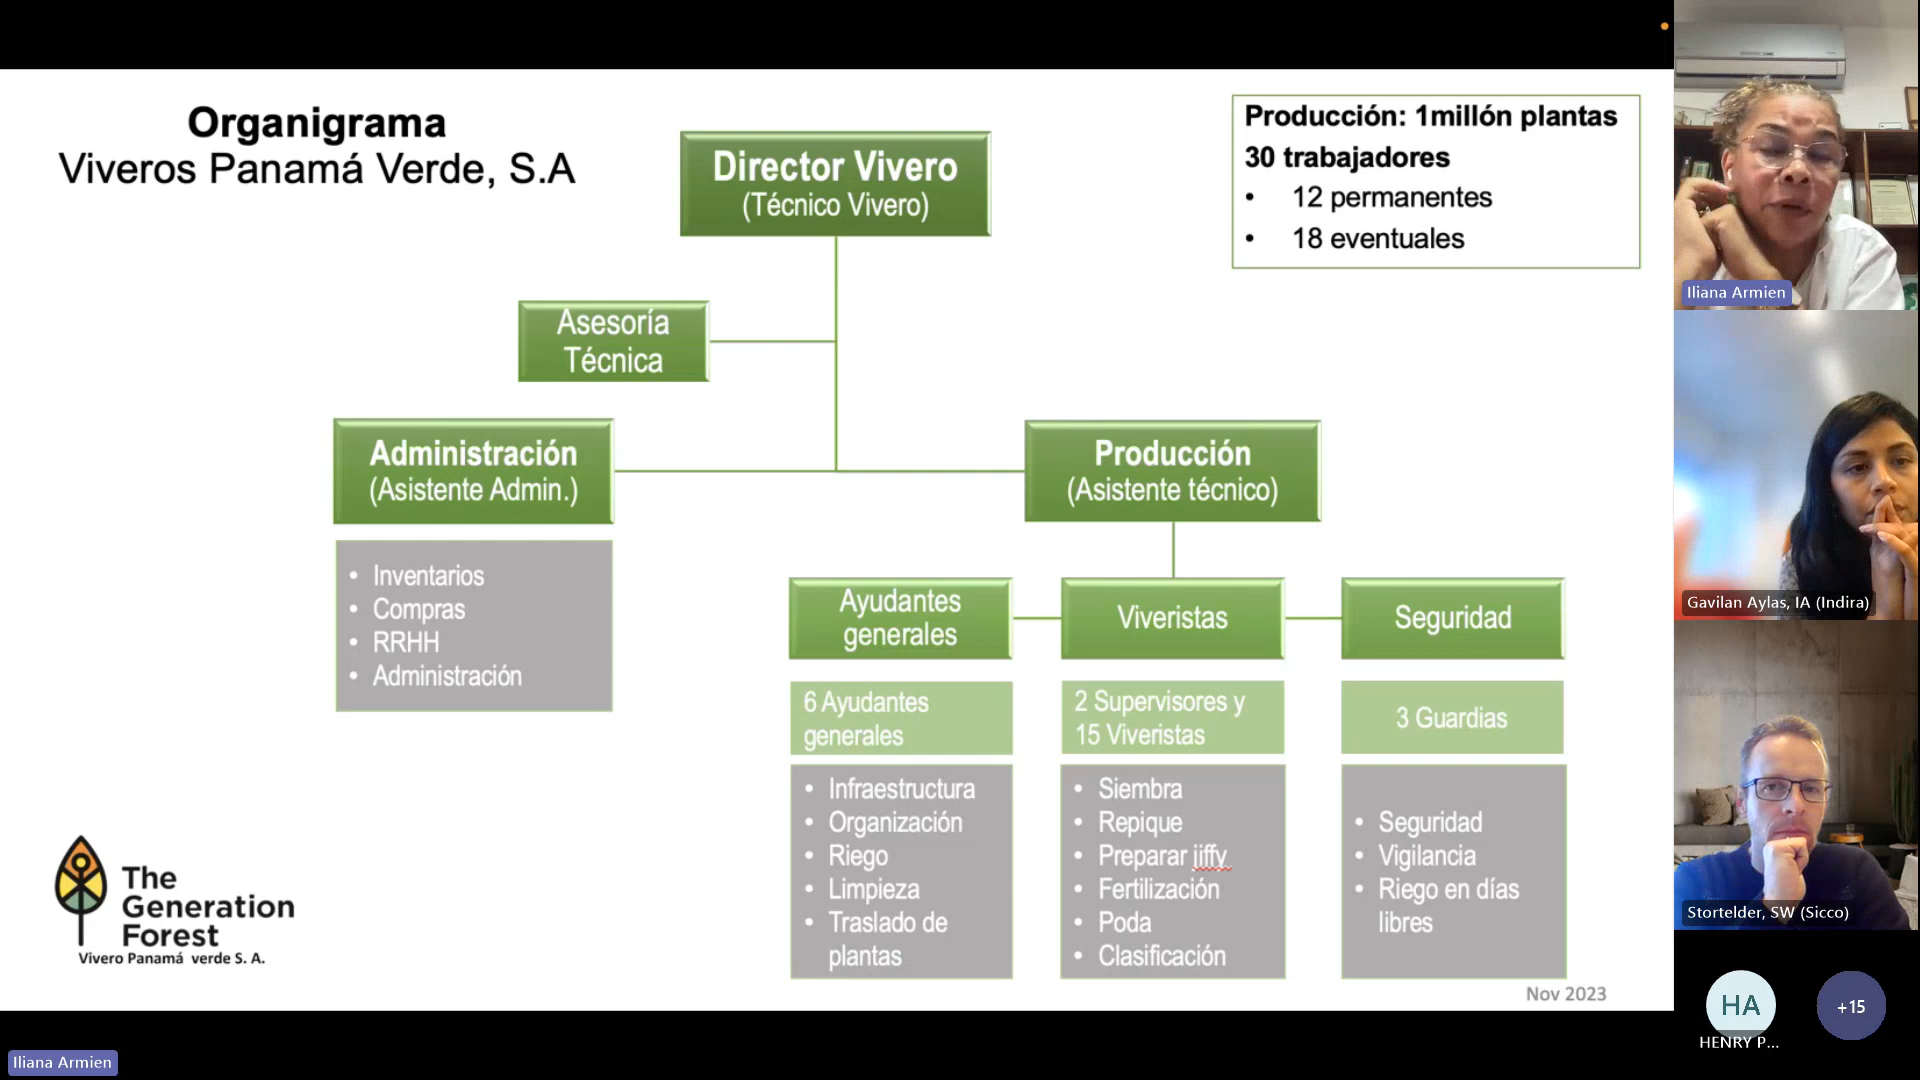 Organigrama
Viveros Panamá Verde, S.A
Director Vivero
(Técnico Vivero)
Producción: 1millón plantas
30 trabajadores
• 12 permanentes
• 18 eventuales
Asesoría
Técnica
Administración
(Asistente Admin.)
• Inventarios
• Compras
• RRHH
• Administración
Producción
(Asistente técnico)
Ayudantes
generales
6 Ayudantes
generales
• Infraestructura
• Organización
• Riego
• Limpieza
• Traslado de
plantas
Viveristas
2 Supervisores y
15 Viveristas
• Siembra
• Repique
• Preparar jiffy
• Fertilización
• Poda
• Clasificación
Seguridad
3 Guardias
• Seguridad
• Vigilancia
• Riego en días
libres
The
Generation
Forest
Vivero Panamá verde S. A.
Nov 2023
Iliana Armien
Iliana Armien
Gavilan Aylas, IA (Indira)
Stortelder, SW (Sicco)
HA
HENRY P...
+15